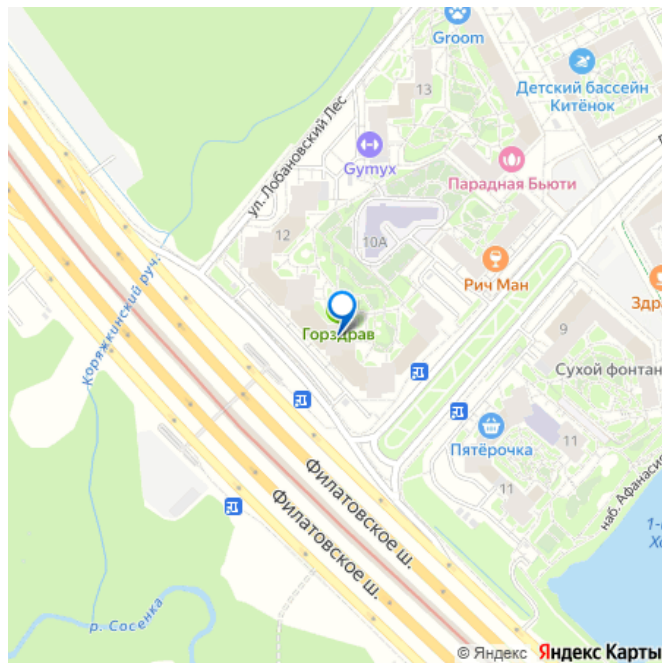 Groom
Детский бассейн
Китёнок
13
ул. Лобановский Лес
Gymyx
Парадная Бьюти
12
10А
Коряжкинский руч.
Рич Ман
Горздрав
9
Сухой фонтан
Пятёрочка
11
11
Филатовское ш.
Филатовское ш.
р. Сосенка
© Яндекс Яндекс Карты